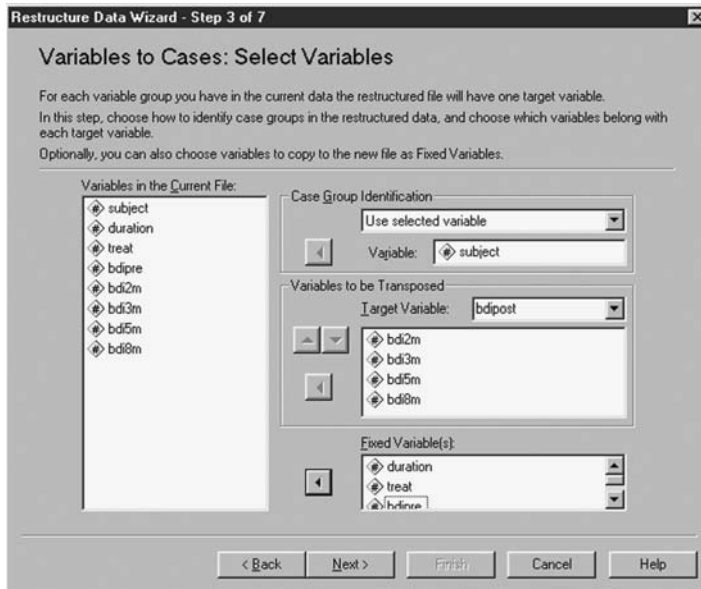 Restructure Data Wizard - Step 3 of 7
Variables to Cases: Select Variables
For each variable group you have in the current data the restructured file will have one target variable.
In this step, choose how to identify case groups in the restructured data, and choose which variables belong with
each target variable.
Optionally, you can also choose variables to copy to the new file as Fixed Variables.
Variables in the Current File:
subject
duration
treat
bdipre
bdi2m
bdi3m
bdi5m
bdi8m
Case Group Identification
Use selected variable
Variable: subject
Variables to be Transposed
Target Variable: bdipost
bdi2m
bdi3m
bdi5m
bdi8m
Fixed Variable(s):
duration
treat
bdipre
< Back Next > Finish Cancel Help